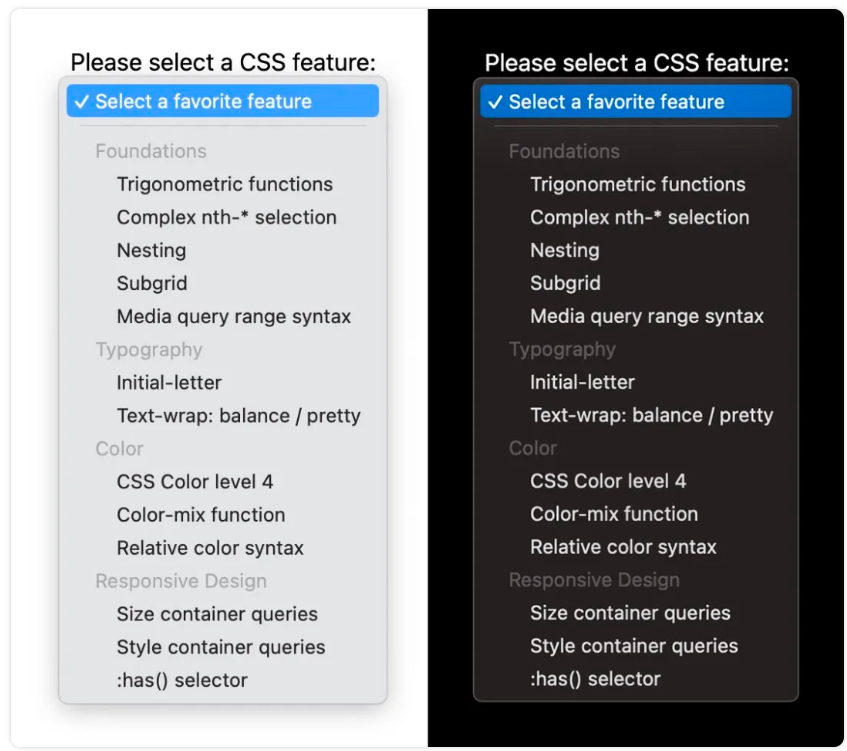 Please select a CSS feature:
✓ Select a favorite feature
Foundations
Trigonometric functions
Complex nth-* selection
Nesting
Subgrid
Media query range syntax
Typography
Initial-letter
Text-wrap: balance / pretty
Color
CSS Color level 4
Color-mix function
Relative color syntax
Responsive Design
Size container queries
Style container queries
:has() selector
Please select a CSS feature:
✓ Select a favorite feature
Foundations
Trigonometric functions
Complex nth-* selection
Nesting
Subgrid
Media query range syntax
Typography
Initial-letter
Text-wrap: balance / pretty
Color
CSS Color level 4
Color-mix function
Relative color syntax
Responsive Design
Size container queries
Style container queries
:has() selector